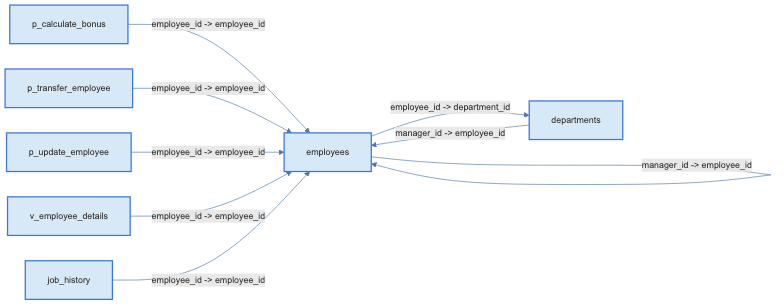 p_calculate_bonus
employee_id -> employee_id
p_transfer_employee
employee_id -> employee_id
employee_id -> department_id
departments
manager_id -> employee_id
p_update_employee
employee_id -> employee_id
employees
manager_id -> employee_id
v_employee_details
employee_id -> employee_id
job_history
employee_id -> employee_id